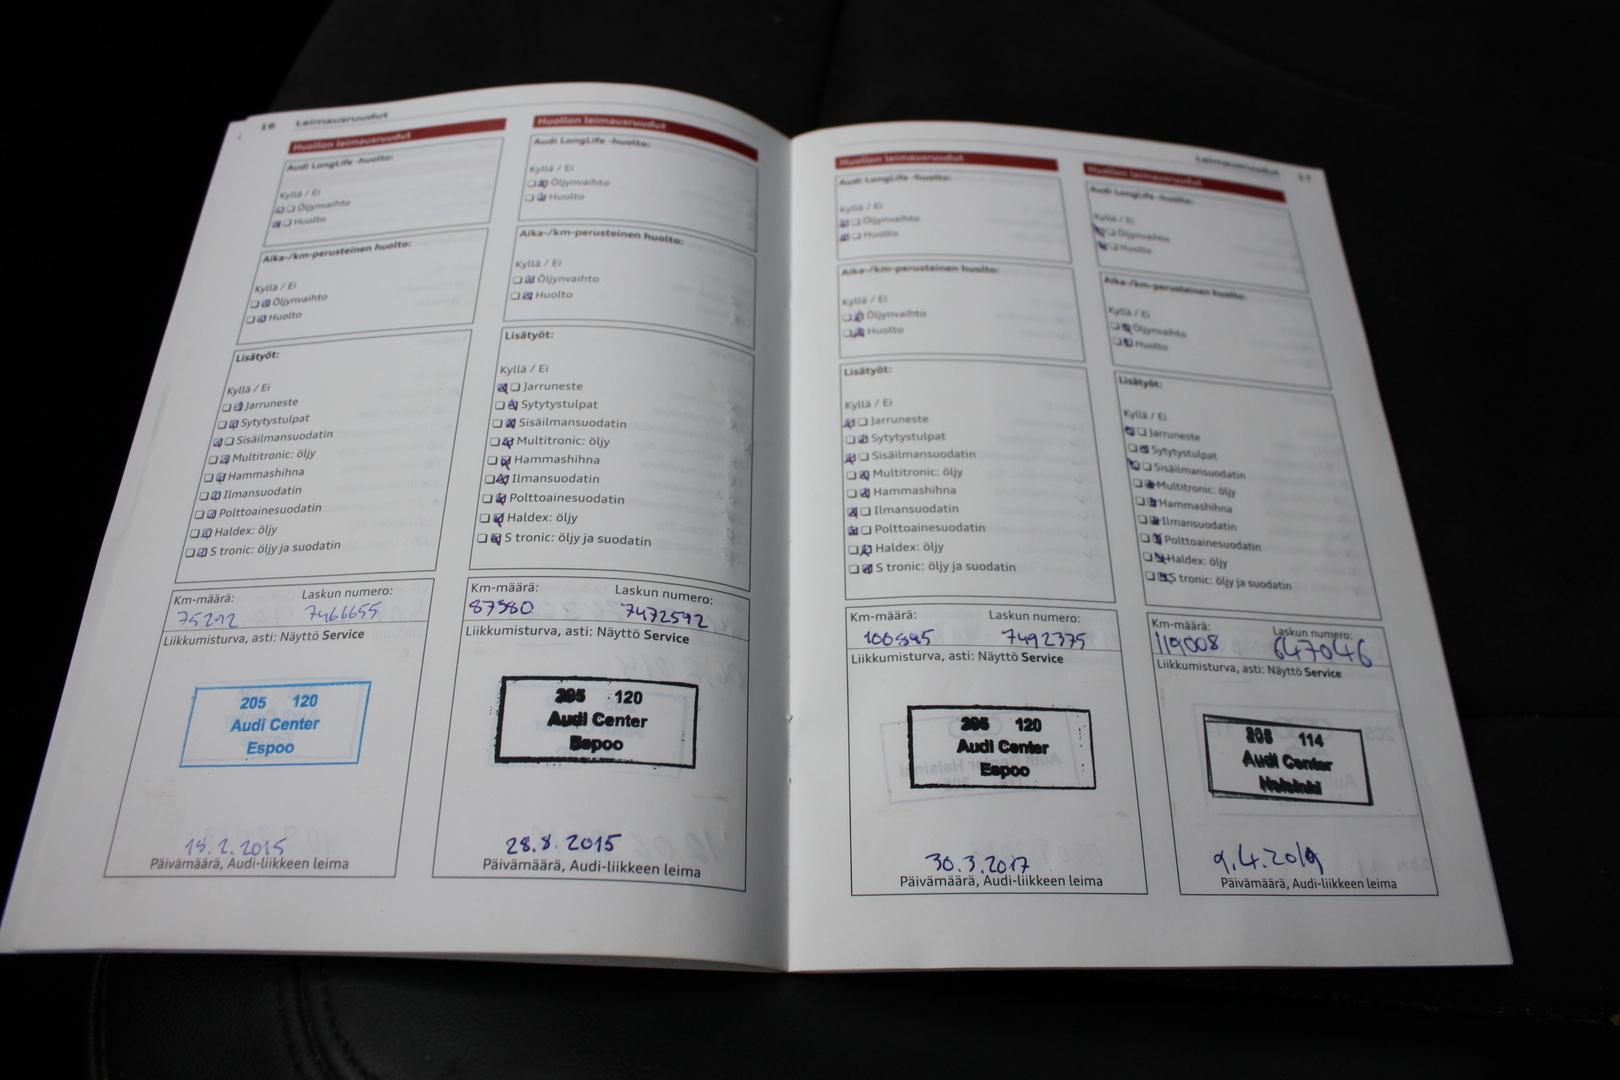 16 Leimausruudut
Huollon leimausruudut
Audi LongLife -huolto:
Kyllä / Ei
Öljynvaihto
Huolto
Aika-/km-perusteinen huolto:
Kyllä / Ei
Öljynvaihto
Huolto
Lisätyöt:
Kyllä / Ei
Jarruneste
Sytytystulpat
Sisäilmansuodatin
Multitronic: öljy
Hammashihna
Ilmansuodatin
Polttoainesuodatin
Haldex: öljy
S tronic: öljy ja suodatin
Km-määrä: Laskun numero:
75292 7466655
Liikkumisturva, asti: Näyttö Service
205 120
Audi Center
Espoo
2.2015
Päivämäärä, Audi-liikkeen leima
Huollon leimausruudut
Audi LongLife -huolto:
Kyllä / Ei
Öljynvaihto
Huolto
Aika-/km-perusteinen huolto:
Kyllä / Ei
Öljynvaihto
Huolto
Lisätyöt:
Kyllä / Ei
Jarruneste
Sytytystulpat
Sisäilmansuodatin
Multitronic: öljy
Hammashihna
Ilmansuodatin
Polttoainesuodatin
Haldex: öljy
S tronic: öljy ja suodatin
Km-määrä: Laskun numero:
87580 7472592
Liikkumisturva, asti: Näyttö Service
205 120
Audi Center
Espoo
28.8.2015
Päivämäärä, Audi-liikkeen leima
Leimausruudut 17
Huollon leimausruudut
Audi LongLife -huolto:
Kyllä / Ei
Öljynvaihto
Huolto
Aika-/km-perusteinen huolto:
Kyllä / Ei
Öljynvaihto
Huolto
Lisätyöt:
Kyllä / Ei
Jarruneste
Sytytystulpat
Sisäilmansuodatin
Multitronic: öljy
Hammashihna
Ilmansuodatin
Polttoainesuodatin
Haldex: öljy
S tronic: öljy ja suodatin
Km-määrä: Laskun numero:
7492375
Liikkumisturva, asti: Näyttö Service
205 120
Audi Center
Espoo
30.3.2017
Päivämäärä, Audi-liikkeen leima
Huollon leimausruudut
Audi LongLife -huolto:
Kyllä / Ei
Öljynvaihto
Huolto
Aika-/km-perusteinen huolto:
Kyllä / Ei
Öljynvaihto
Huolto
Lisätyöt:
Kyllä / Ei
Jarruneste
Sytytystulpat
Sisäilmansuodatin
Multitronic: öljy
Hammashihna
Ilmansuodatin
Polttoainesuodatin
Haldex: öljy
S tronic: öljy ja suodatin
Km-määrä: Laskun numero:
119008 647046
Liikkumisturva, asti: Näyttö Service
205 114
Audi Center
Helsinki
9.4.2019
Päivämäärä, Audi-liikkeen leima